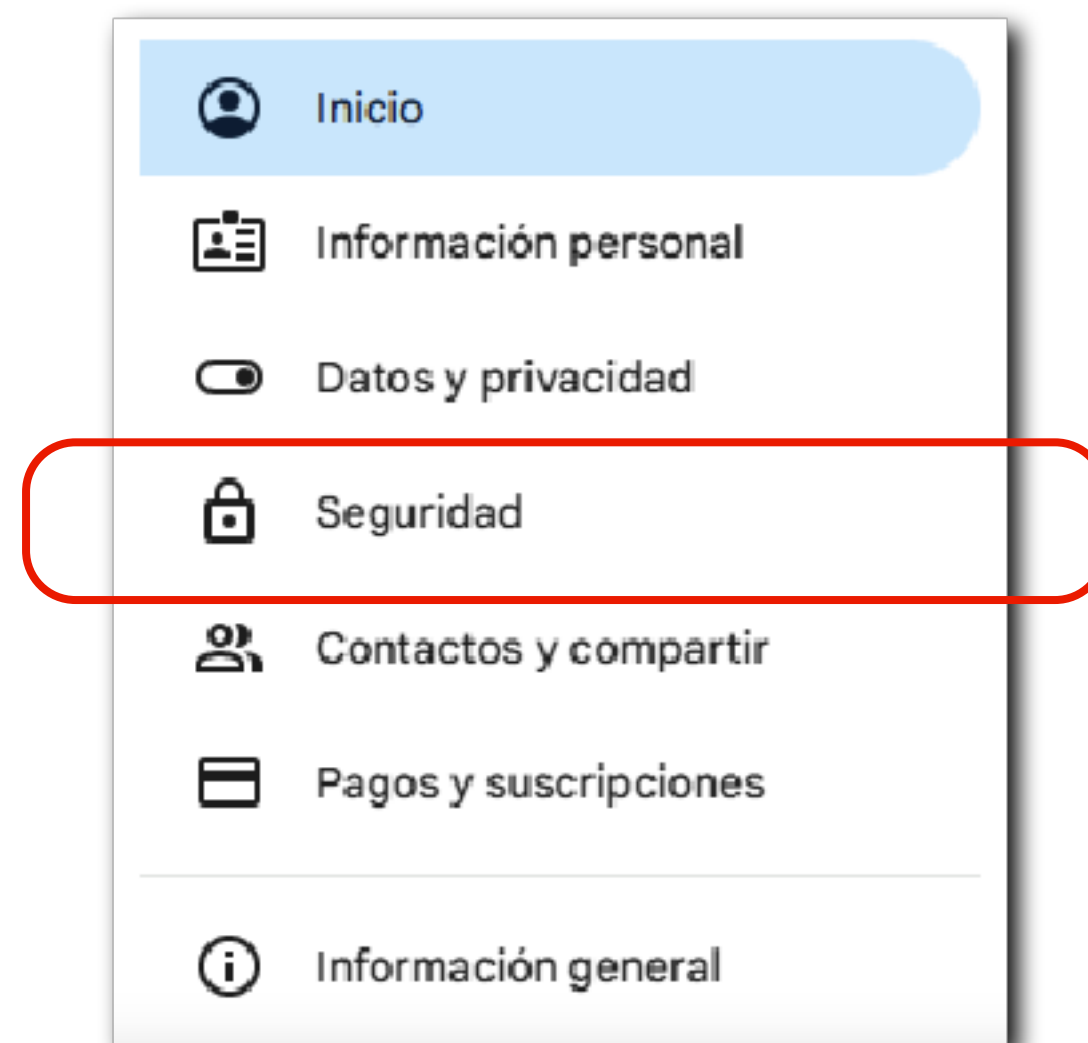 Inicio
Información personal
Datos y privacidad
Seguridad
Contactos y compartir
Pagos y suscripciones
Información general